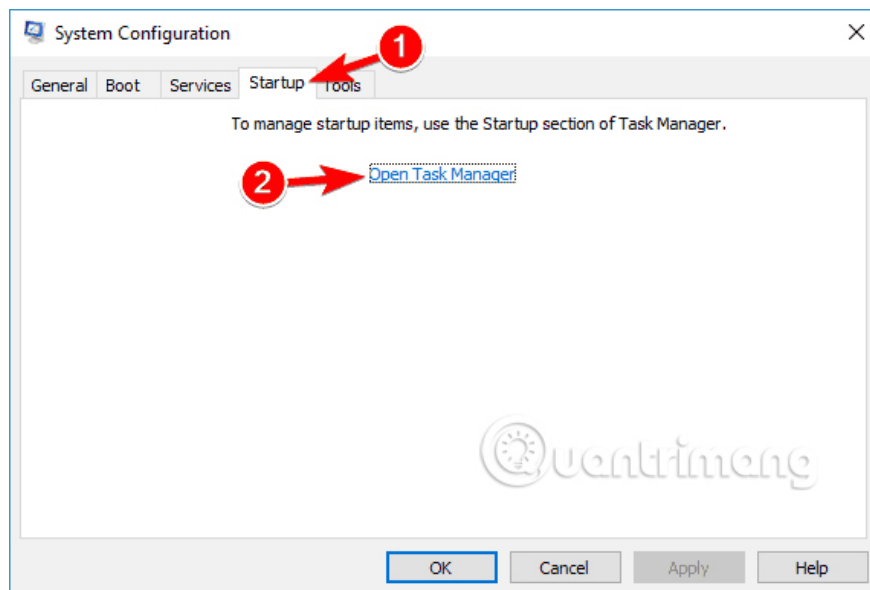 System Configuration
1
General Boot Services Startup Tools
To manage startup items, use the Startup section of Task Manager.
2
Open Task Manager
Quantrimang
OK Cancel Apply Help